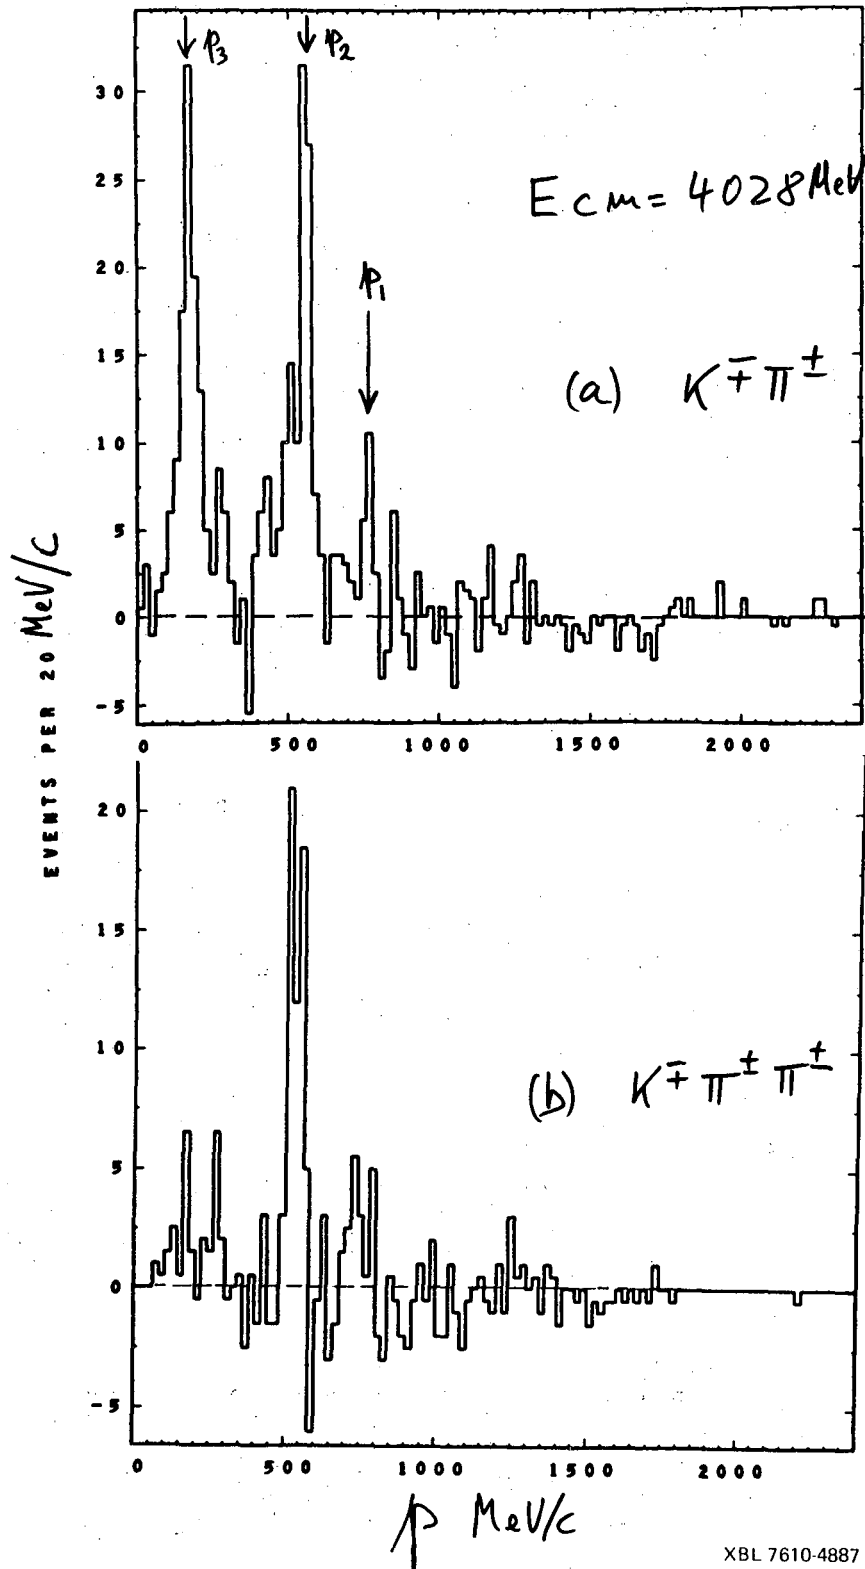 p₃ p₂
E cm = 4028 MeV
p₁
(a) K∓ π±
30
25
20
15
10
5
0
-5
0 500 1000 1500 2000
EVENTS PER 20 MeV/c
20
15
10
5
0
-5
(b) K∓ π± π±
0 500 1000 1500 2000
p MeV/c
XBL 7610-4887